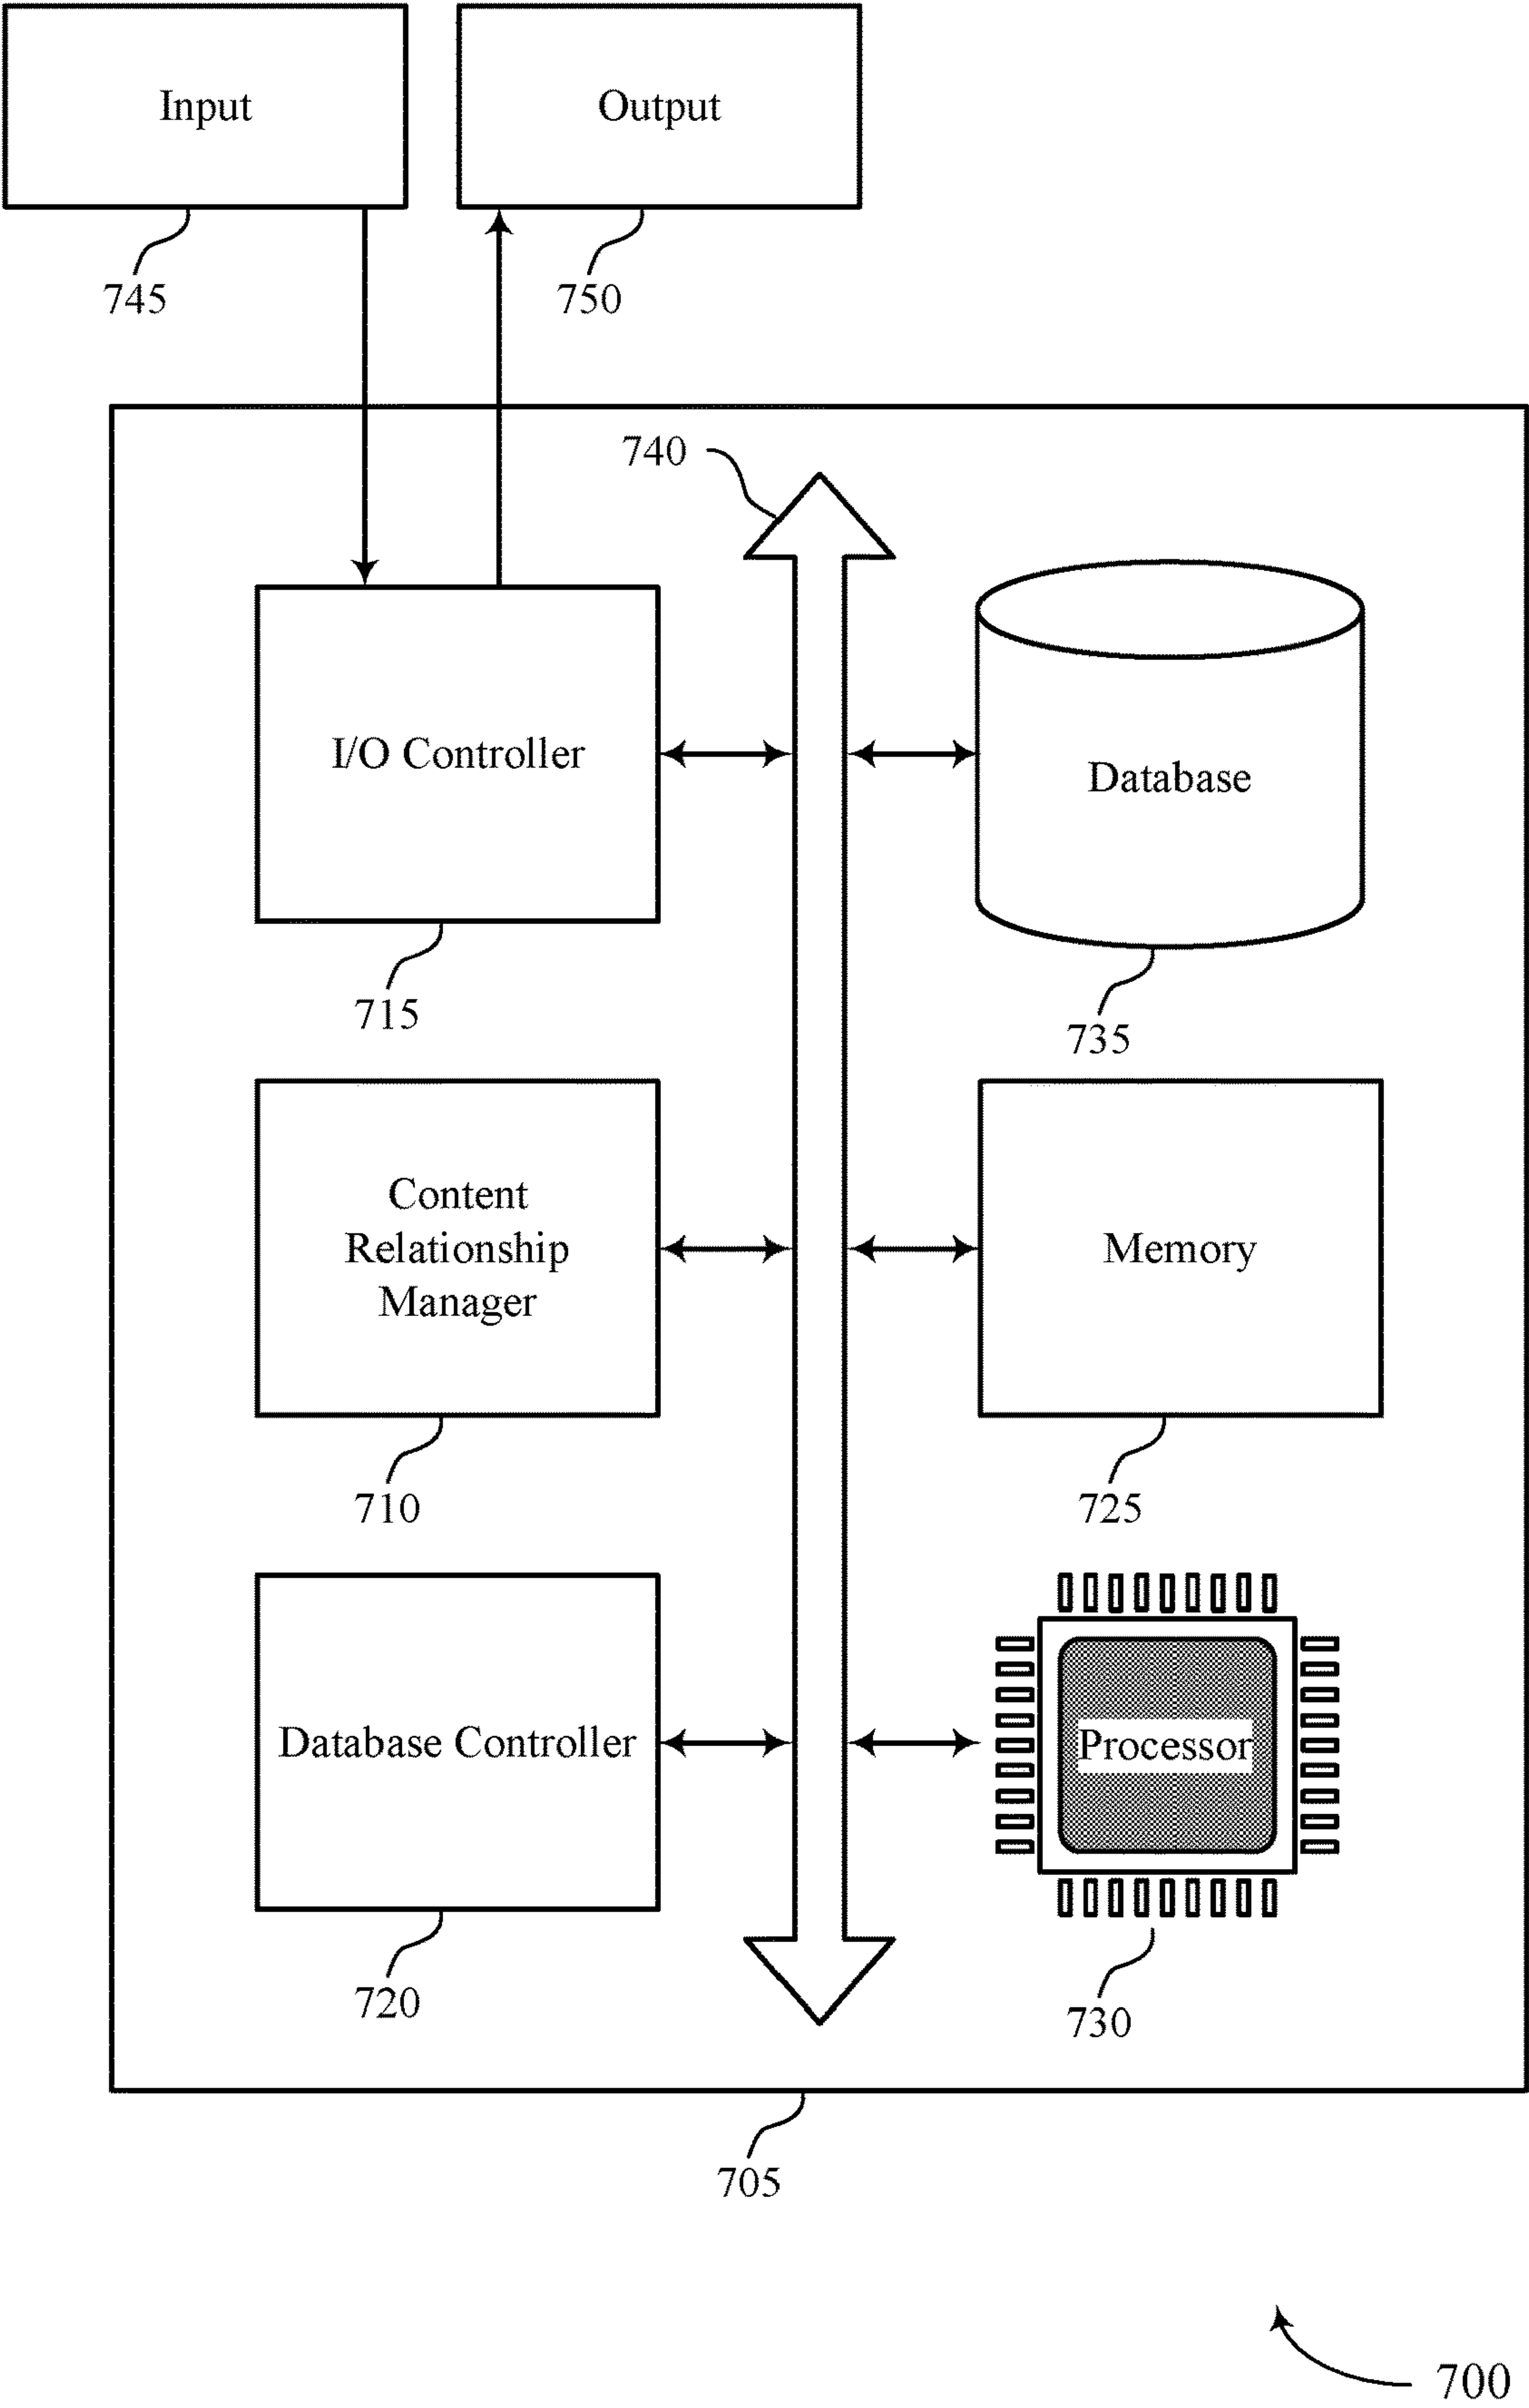 Input
Output
745
750
740
I/O Controller
Database
715
735
Content
Relationship
Manager
Memory
710
725
Database Controller
Processor
720
730
705
700